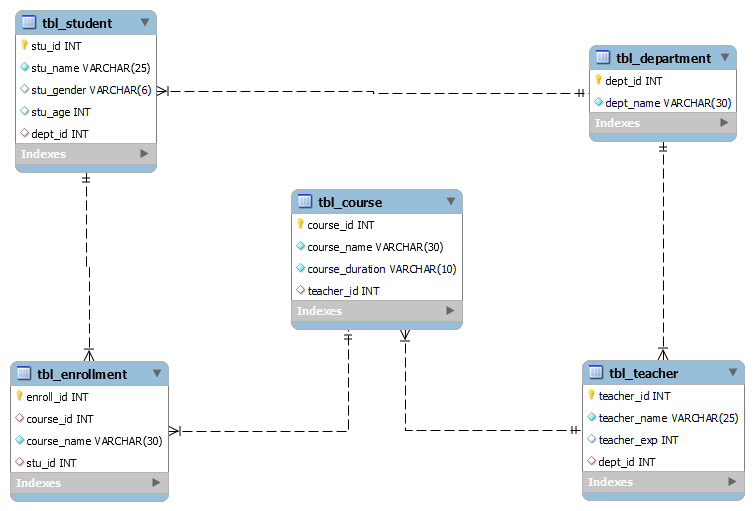 tbl_student
stu_id INT
stu_name VARCHAR(25)
stu_gender VARCHAR(6)
stu_age INT
dept_id INT
Indexes
tbl_department
dept_id INT
dept_name VARCHAR(30)
Indexes
tbl_course
course_id INT
course_name VARCHAR(30)
course_duration VARCHAR(10)
teacher_id INT
Indexes
tbl_enrollment
enroll_id INT
course_id INT
course_name VARCHAR(30)
stu_id INT
Indexes
tbl_teacher
teacher_id INT
teacher_name VARCHAR(25)
teacher_exp INT
dept_id INT
Indexes